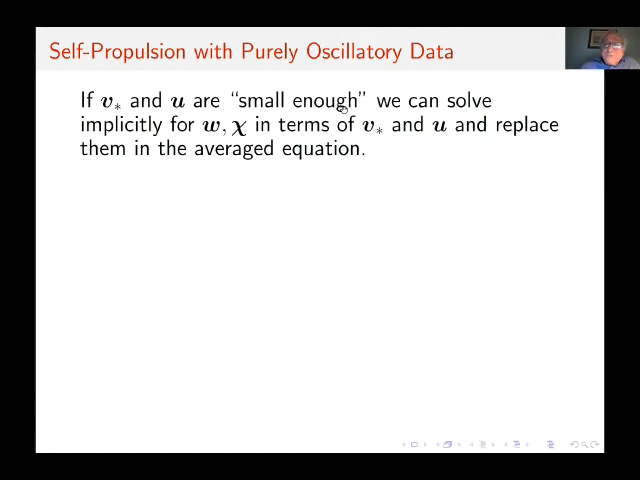 Self-Propulsion with Purely Oscillatory Data
If v∗ and u are “small enough” we can solve
implicitly for w, χ in terms of v∗ and u and replace
them in the averaged equation.